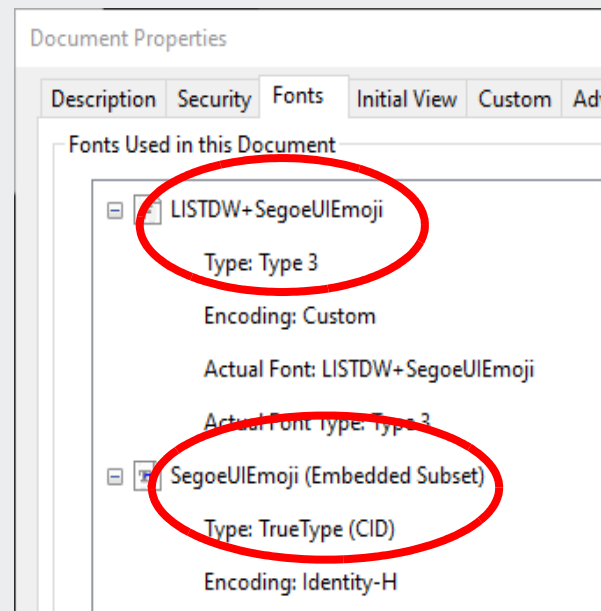 Document Properties
Description Security Fonts Initial View Custom Adv
Fonts Used in this Document
LISTDW+SegoeUIEmoji
Type: Type 3
Encoding: Custom
Actual Font: LISTDW+SegoeUIEmoji
Actual Font Type: Type 3
SegoeUIEmoji (Embedded Subset)
Type: TrueType (CID)
Encoding: Identity-H